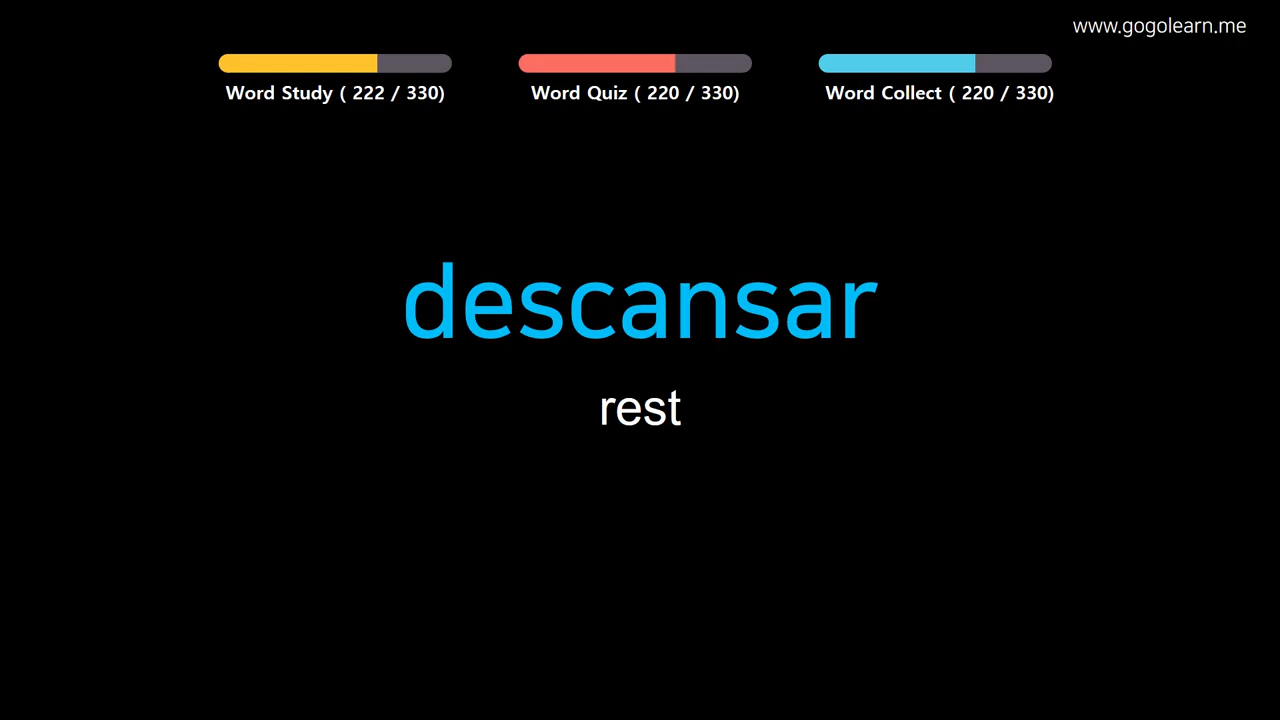 www.gogolearn.me
Word Study ( 222 / 330)
Word Quiz ( 220 / 330)
Word Collect ( 220 / 330)
descansar
rest